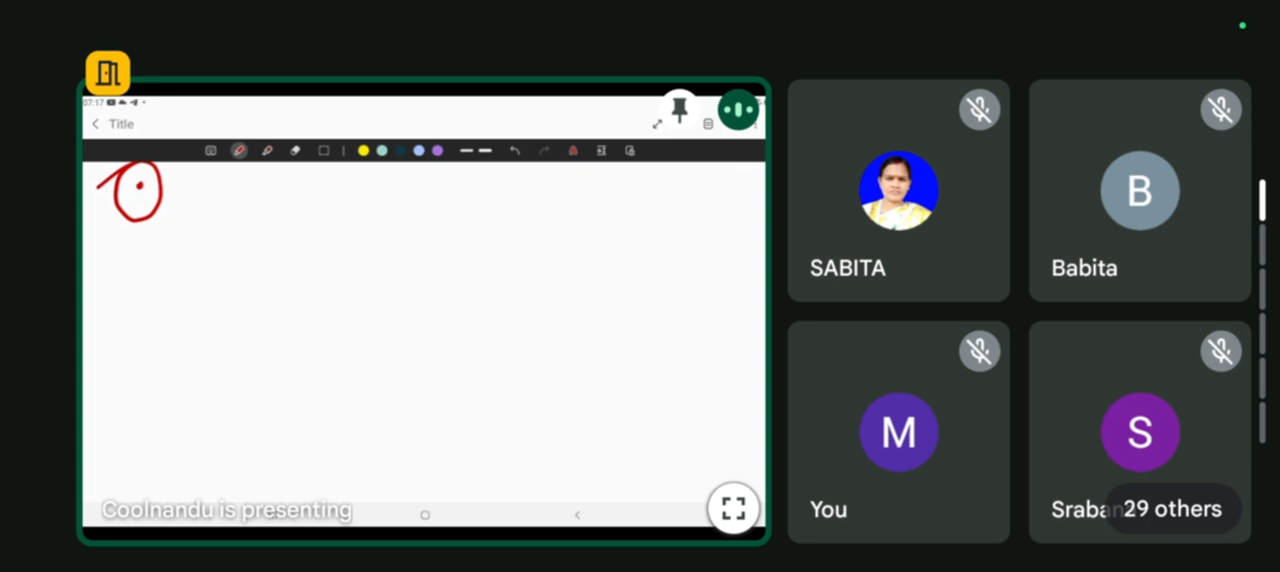 07:17
Title
Coolnandu is presenting
SABITA
B
Babita
M
You
S
Sraban
29 others